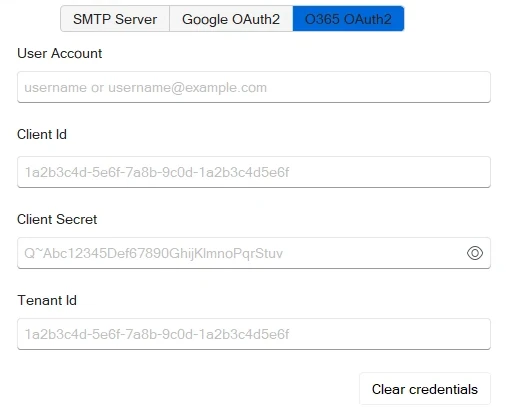 SMTP Server Google OAuth2 O365 OAuth2
User Account
username or username@example.com
Client Id
1a2b3c4d-5e6f-7a8b-9c0d-1a2b3c4d5e6f
Client Secret
Q~Abc12345Def67890GhijKlmnoPqrStuv
Tenant Id
1a2b3c4d-5e6f-7a8b-9c0d-1a2b3c4d5e6f
Clear credentials